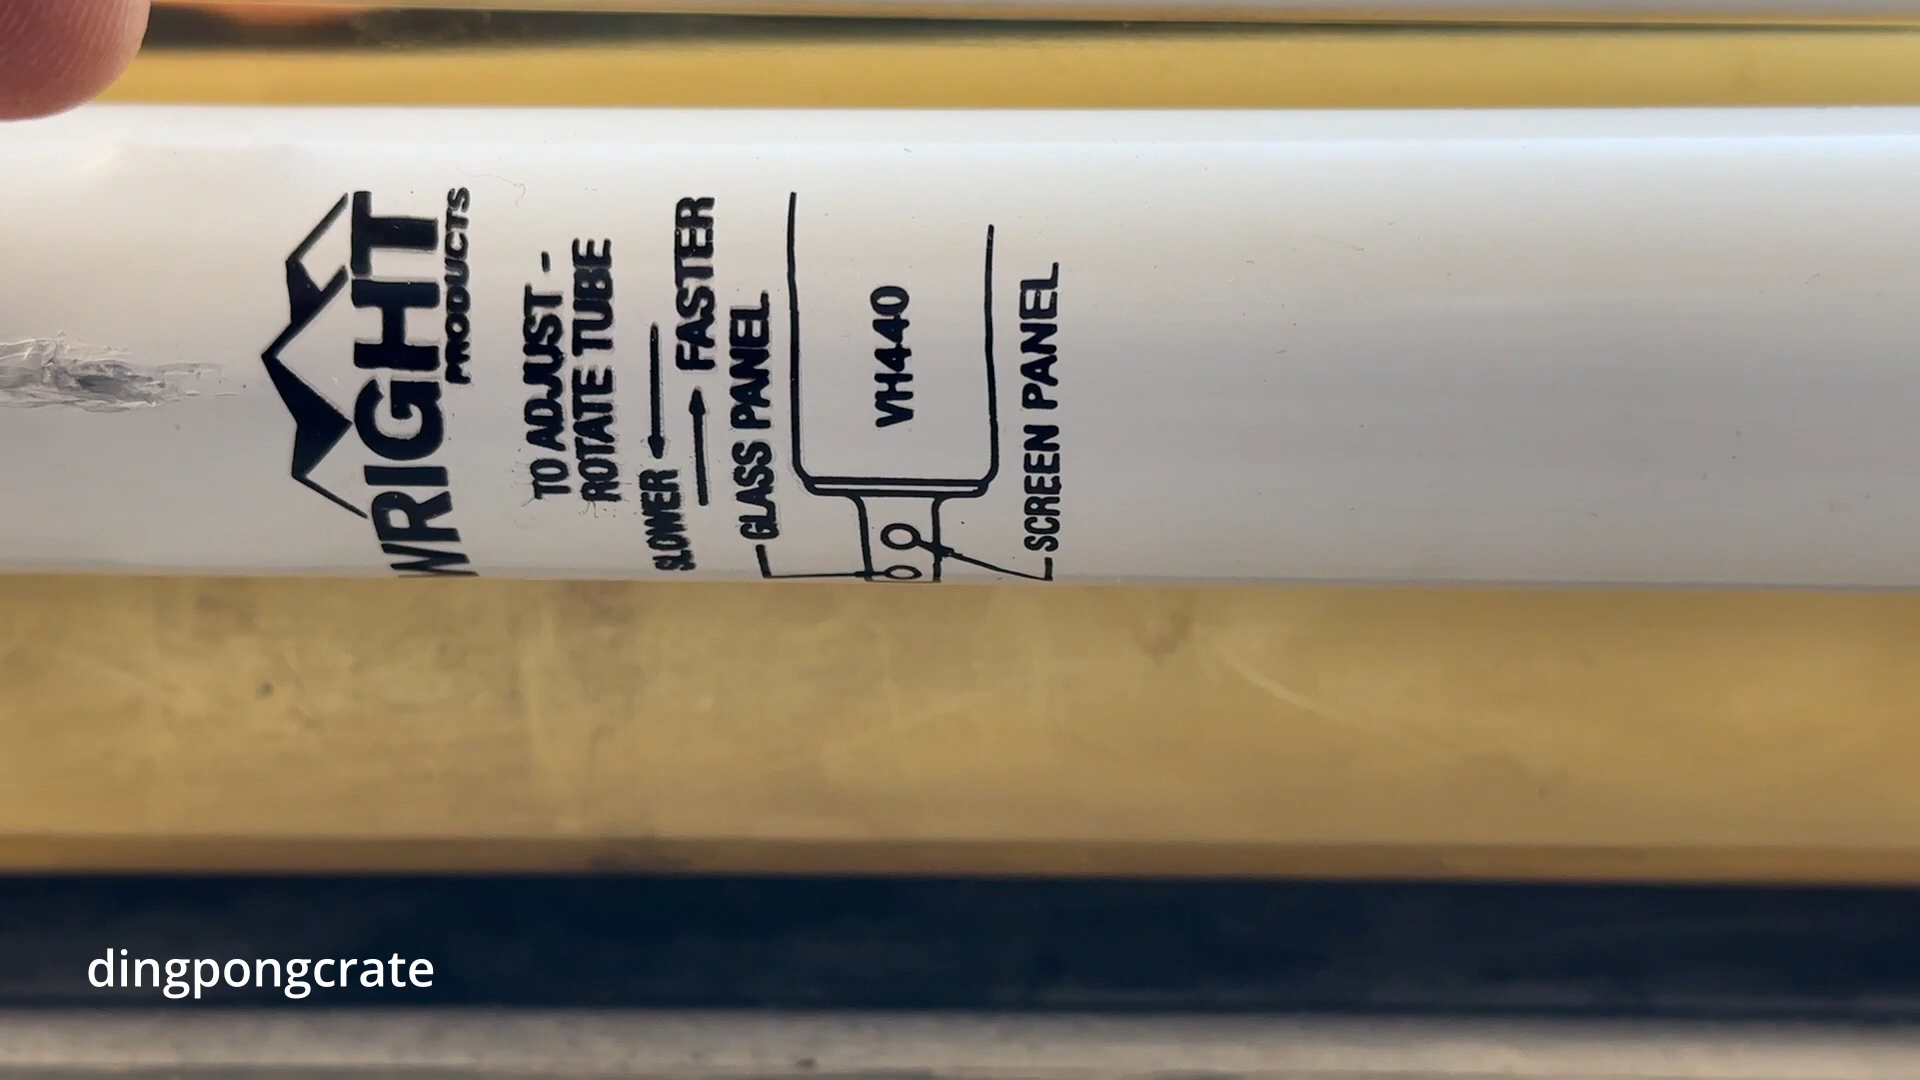 WRIGHT
PRODUCTS
TO ADJUST -
ROTATE TUBE
SLOWER
FASTER
GLASS PANEL
VH440
SCREEN PANEL
dingpongcrate